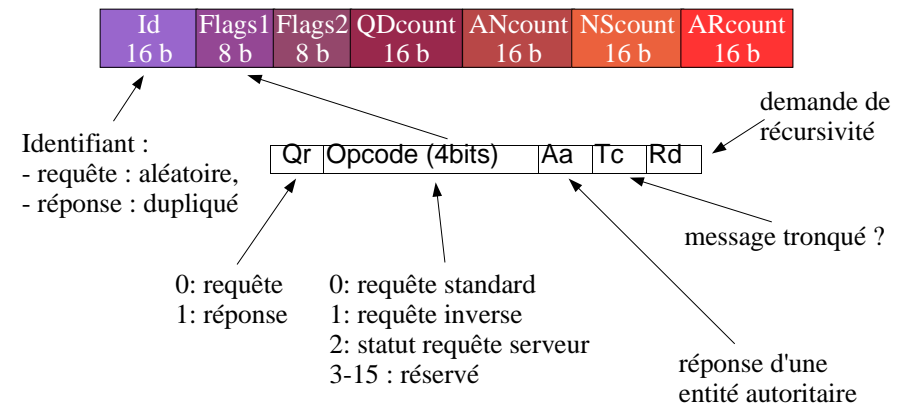 Id Flags1 Flags2 QDcount ANcount NScount ARcount
16 b 8 b 8 b 16 b 16 b 16 b 16 b
demande de
récursivité
Identifiant :
- requête : aléatoire,
- réponse : dupliqué
Qr Opcode (4bits) Aa Tc Rd
message tronqué ?
0: requête
1: réponse
0: requête standard
1: requête inverse
2: statut requête serveur
3-15 : réservé
réponse d'une
entité autoritaire